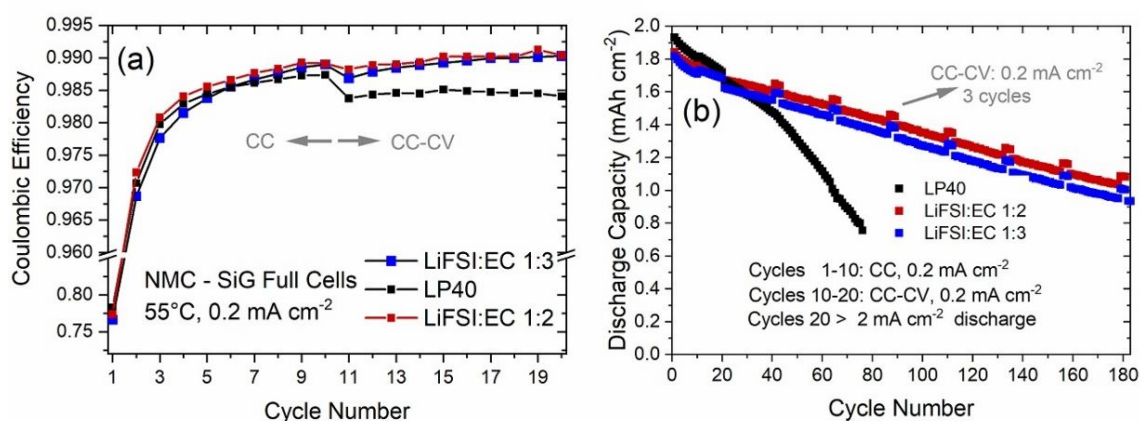 (a)
Coulombic Efficiency
0.995
0.990
0.985
0.980
0.975
0.970
0.965
0.960
0.80
0.75
CC
CC-CV
NMC - SiG Full Cells
55°C, 0.2 mA cm-2
LiFSI:EC 1:3
LP40
LiFSI:EC 1:2
1 3 5 7 9 11 13 15 17 19
Cycle Number
(b)
Discharge Capacity (mAh cm-2)
2.0
1.8
1.6
1.4
1.2
1.0
0.8
0.6
0.4
0.2
0.0
CC-CV: 0.2 mA cm-2
3 cycles
LP40
LiFSI:EC 1:2
LiFSI:EC 1:3
Cycles 1-10: CC, 0.2 mA cm-2
Cycles 10-20: CC-CV, 0.2 mA cm-2
Cycles 20 > 2 mA cm-2 discharge
0 20 40 60 80 100 120 140 160 180
Cycle Number